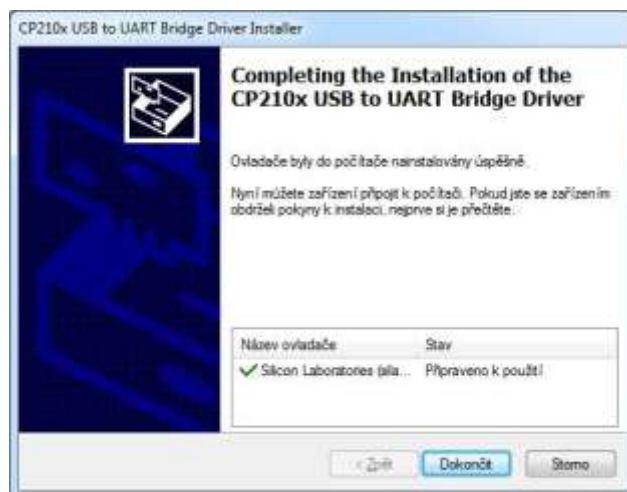 CP210x USB to UART Bridge Driver Installer
Completing the Installation of the
CP210x USB to UART Bridge Driver
Ovladače byly do počítače nainstalovány úspěšně.
Nyní můžete zařízení připojit k počítači. Pokud jste se zařízením
obdrželi pokyny k instalaci, nejprve si je přečtěte.
Název ovladače Stav
Silicon Laboratories (sila... Připraveno k použití
< Zpět Dokončit Storno